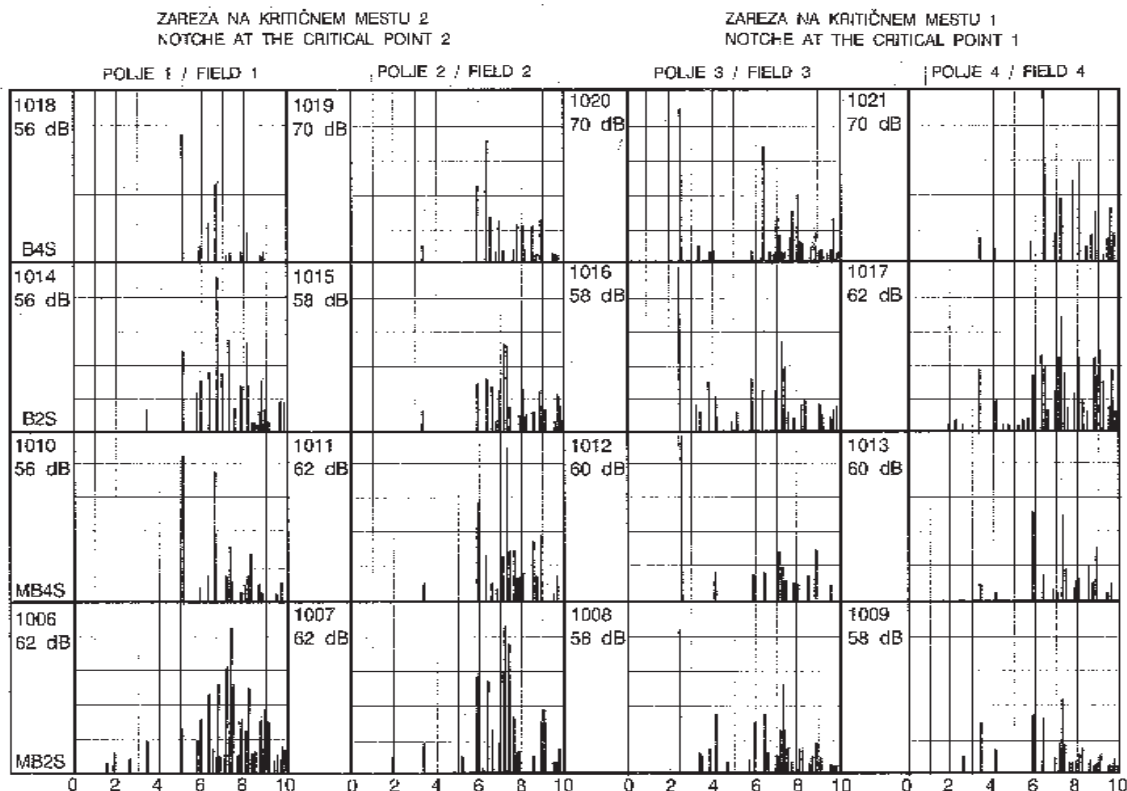 ZAREZA NA KRITIČNEM MESTU 2
NOTCHE AT THE CRITICAL POINT 2
ZAREZA NA KRITIČNEM MESTU 1
NOTCHE AT THE CRITICAL POINT 1
POLJE 1 / FIELD 1
POLJE 2 / FIELD 2
POLJE 3 / FIELD 3
POLJE 4 / FIELD 4
1018
56 dB
B4S
1019
70 dB
1020
70 dB
1021
70 dB
1014
56 dB
B2S
1015
58 dB
1016
58 dB
1017
62 dB
1010
56 dB
MB4S
1011
62 dB
1012
60 dB
1013
60 dB
1006
62 dB
MB2S
1007
62 dB
1008
58 dB
1009
58 dB
0 2 4 6 8 10
0 2 4 6 8 10
0 2 4 6 8 10
0 2 4 6 8 10